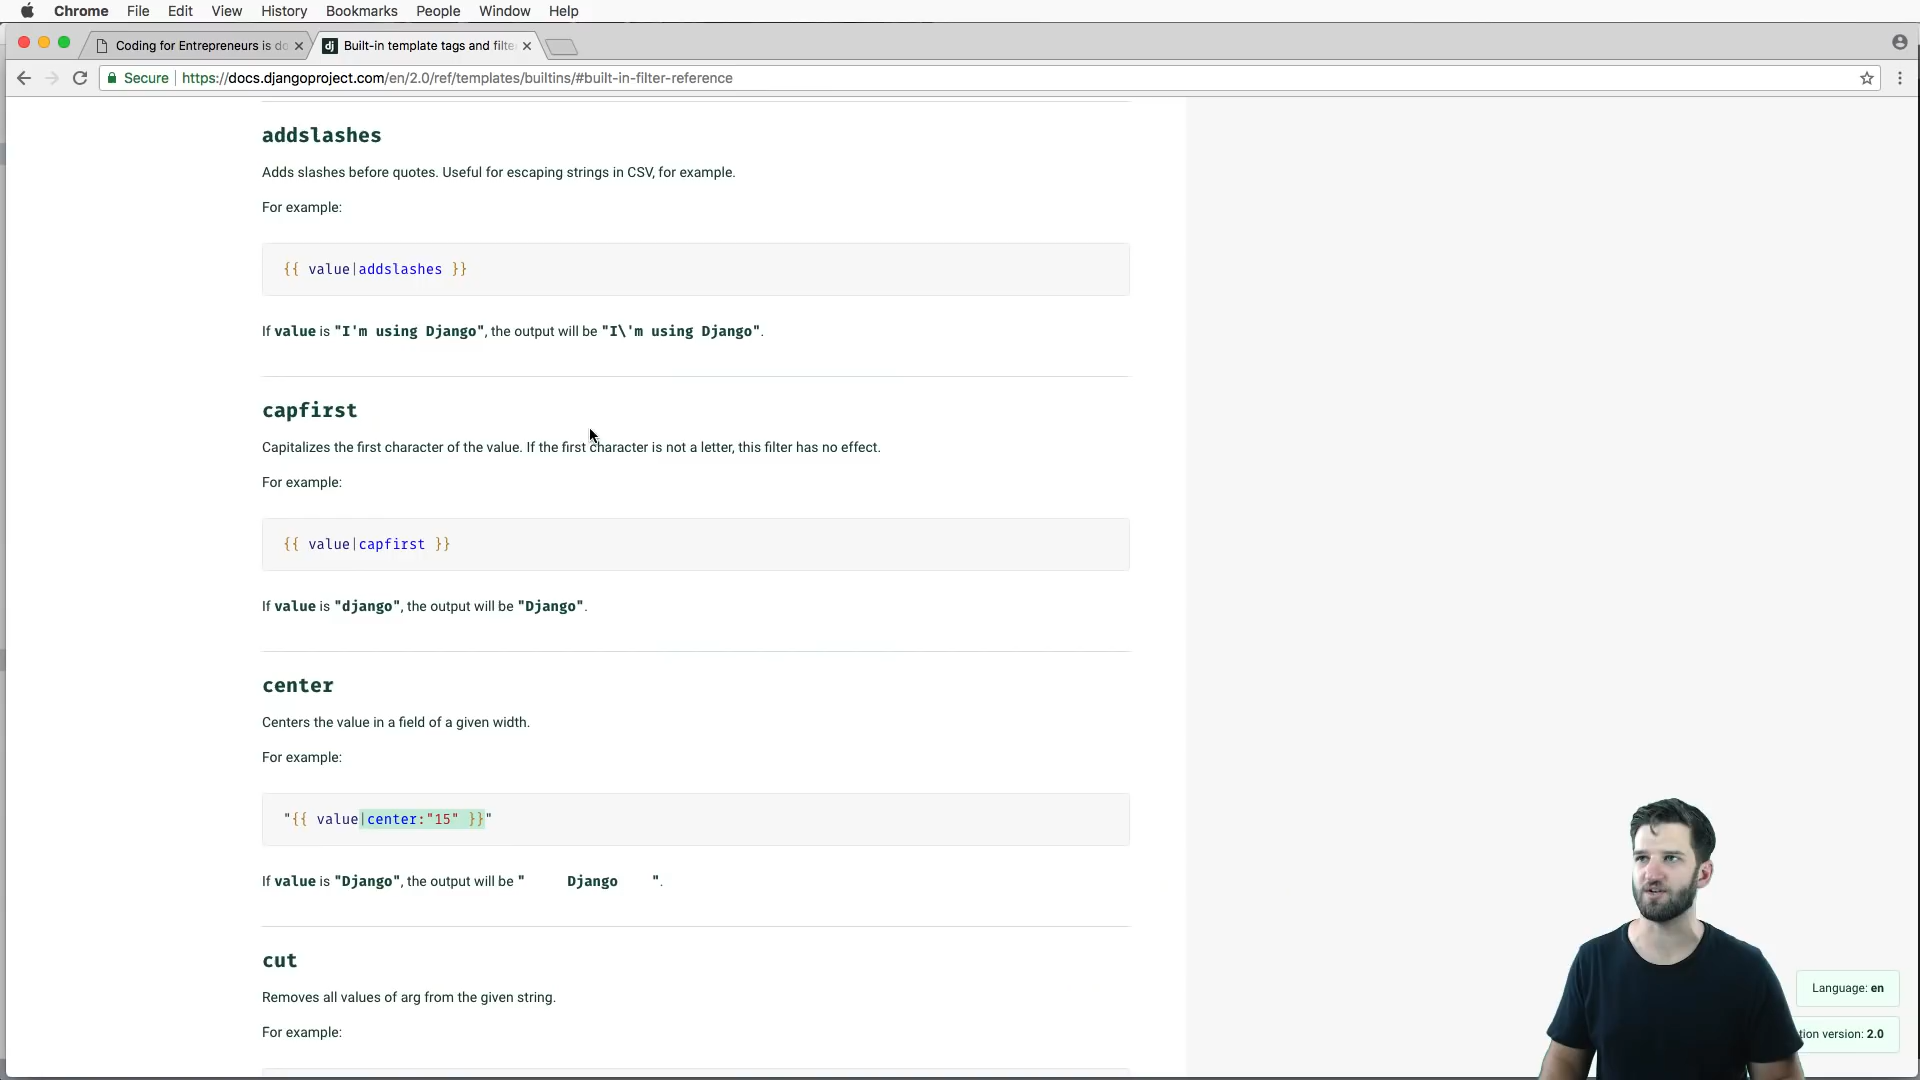 Chrome File Edit View History Bookmarks People Window Help
Coding for Entrepreneurs is do
dj Built-in template tags and filte
Secure https://docs.djangoproject.com/en/2.0/ref/templates/builtins/#built-in-filter-reference
addslashes
Adds slashes before quotes. Useful for escaping strings in CSV, for example.
For example:
{{ value|addslashes }}
If value is "I'm using Django", the output will be "I\'m using Django".
capfirst
Capitalizes the first character of the value. If the first character is not a letter, this filter has no effect.
For example:
{{ value|capfirst }}
If value is "django", the output will be "Django".
center
Centers the value in a field of a given width.
For example:
"{{ value|center:"15" }}"
If value is "Django", the output will be "     Django    ".
cut
Removes all values of arg from the given string.
For example:
Language: en
tion version: 2.0